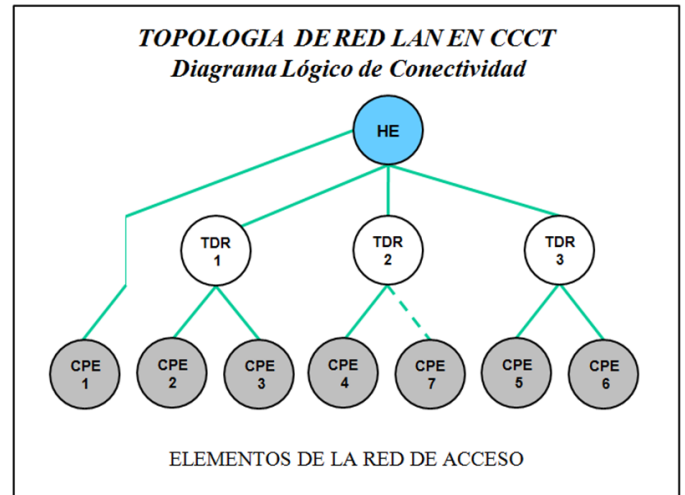 TOPOLOGIA DE RED LAN EN CCCT
Diagrama Lógico de Conectividad
HE
TDR
1
TDR
2
TDR
3
CPE
1
CPE
2
CPE
3
CPE
4
CPE
7
CPE
5
CPE
6
ELEMENTOS DE LA RED DE ACCESO